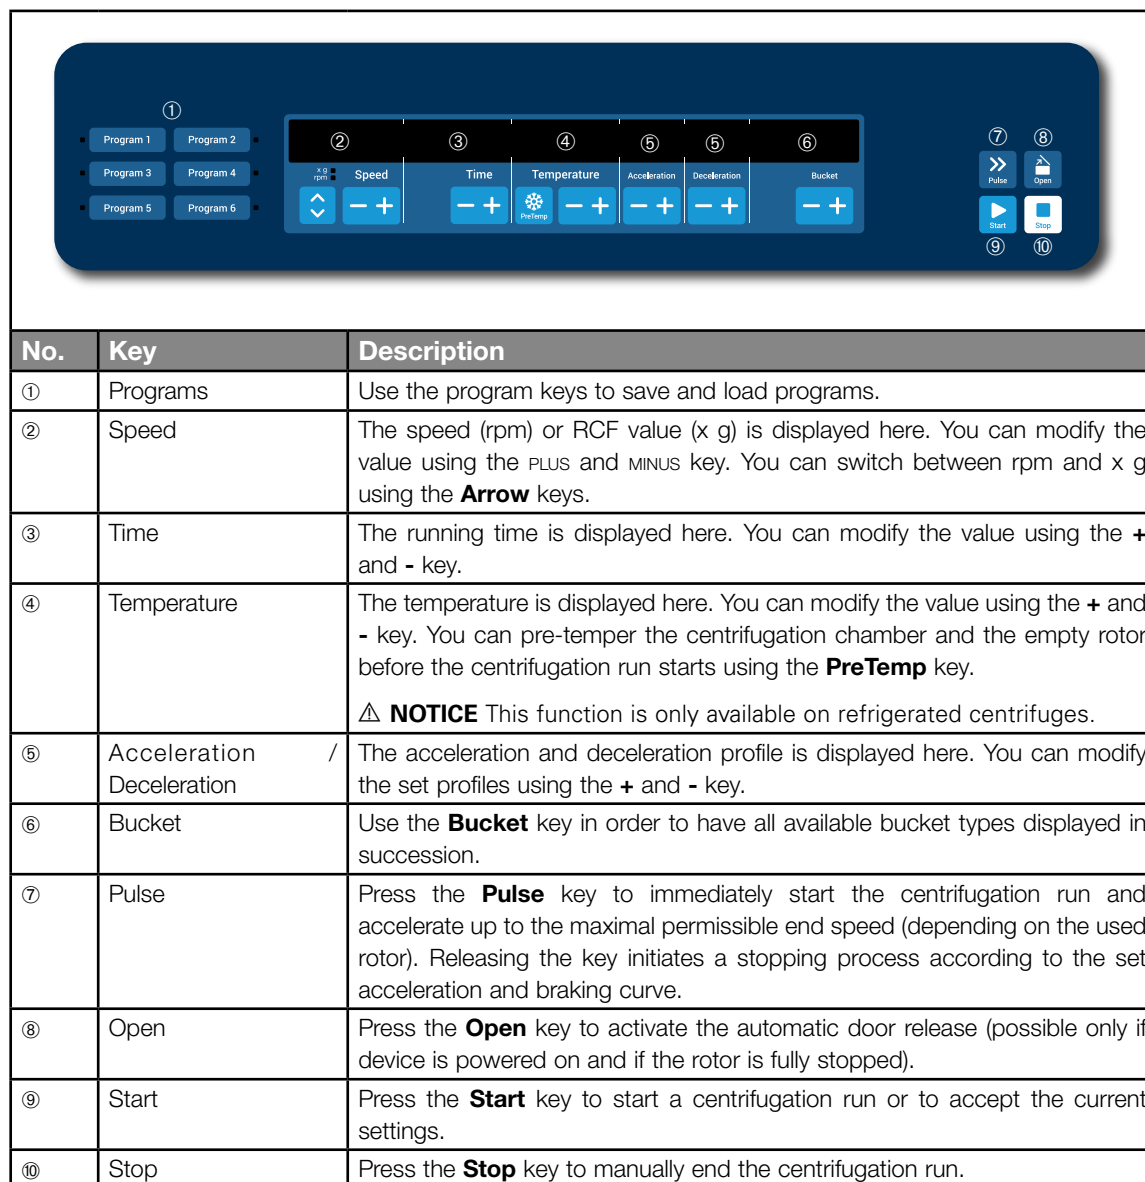 ①
Program 1 Program 2
Program 3 Program 4
Program 5 Program 6
② ③ ④ ⑤ ⑤ ⑥
x g
rpm
Speed Time Temperature Acceleration Deceleration Bucket
− + − + PreTemp − + − + − + − +
⑦ ⑧
Pulse Open
Start Stop
⑨ ⑩
No. Key Description
① Programs Use the program keys to save and load programs.
② Speed The speed (rpm) or RCF value (x g) is displayed here. You can modify the
value using the PLUS and MINUS key. You can switch between rpm and x g
using the Arrow keys.
③ Time The running time is displayed here. You can modify the value using the +
and - key.
④ Temperature The temperature is displayed here. You can modify the value using the + and
- key. You can pre-temper the centrifugation chamber and the empty rotor
before the centrifugation run starts using the PreTemp key.
⚠ NOTICE This function is only available on refrigerated centrifuges.
⑤ Acceleration / The acceleration and deceleration profile is displayed here. You can modify
Deceleration the set profiles using the + and - key.
⑥ Bucket Use the Bucket key in order to have all available bucket types displayed in
succession.
⑦ Pulse Press the Pulse key to immediately start the centrifugation run and
accelerate up to the maximal permissible end speed (depending on the used
rotor). Releasing the key initiates a stopping process according to the set
acceleration and braking curve.
⑧ Open Press the Open key to activate the automatic door release (possible only if
device is powered on and if the rotor is fully stopped).
⑨ Start Press the Start key to start a centrifugation run or to accept the current
settings.
⑩ Stop Press the Stop key to manually end the centrifugation run.